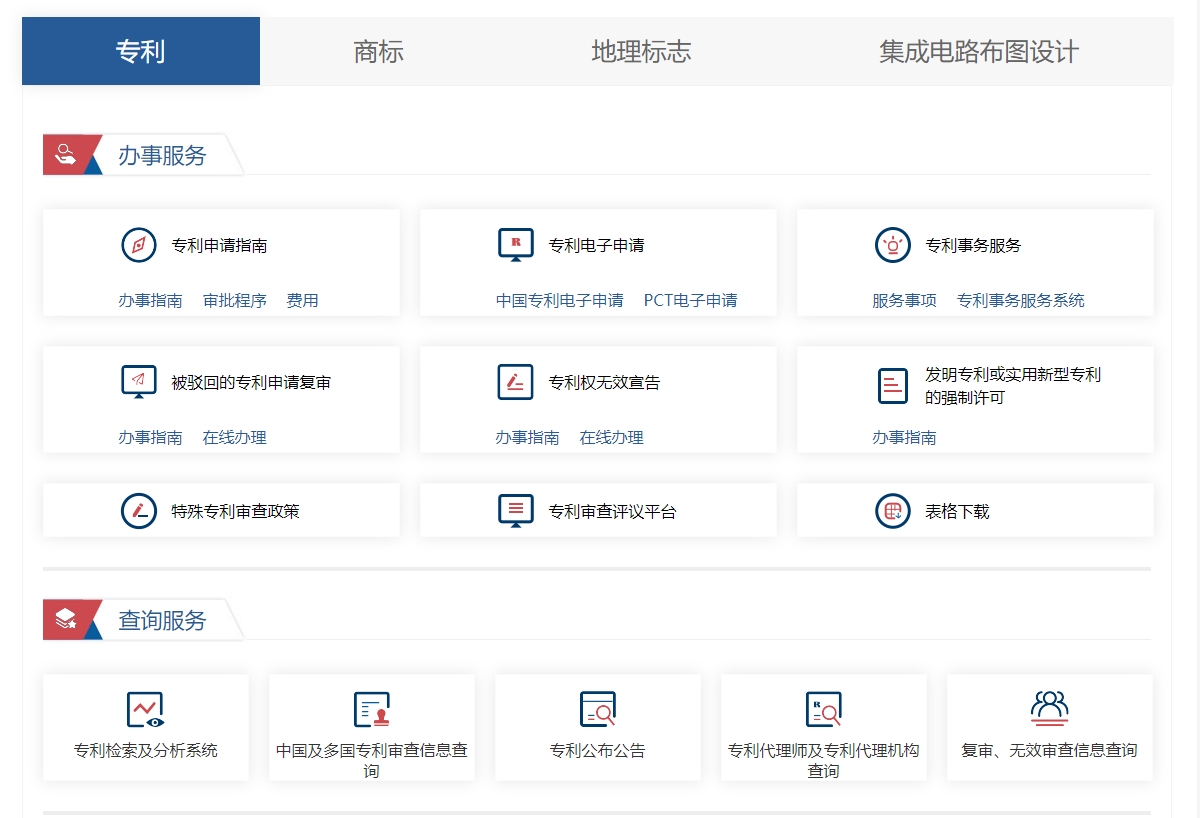 专利 商标 地理标志 集成电路布图设计
办事服务
专利申请指南
办事指南 审批程序 费用
专利电子申请
中国专利电子申请 PCT电子申请
专利事务服务
服务事项 专利事务服务系统
被驳回的专利申请复审
办事指南 在线办理
专利权无效宣告
办事指南 在线办理
发明专利或实用新型专利
的强制许可
办事指南
特殊专利审查政策
专利审查评议平台
表格下载
查询服务
专利检索及分析系统
中国及多国专利审查信息查
询
专利公布公告
专利代理师及专利代理机构
查询
复审、无效审查信息查询